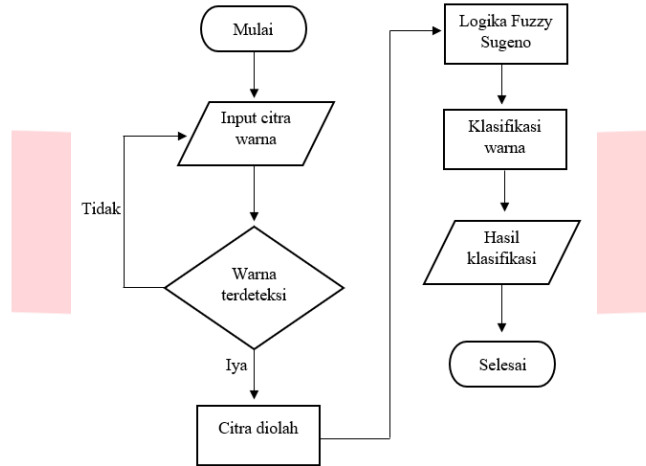 Mulai
Input citra
warna
Tidak
Warna
terdeteksi
Iya
Citra diolah
Logika Fuzzy
Sugeno
Klasifikasi
warna
Hasil
klasifikasi
Selesai